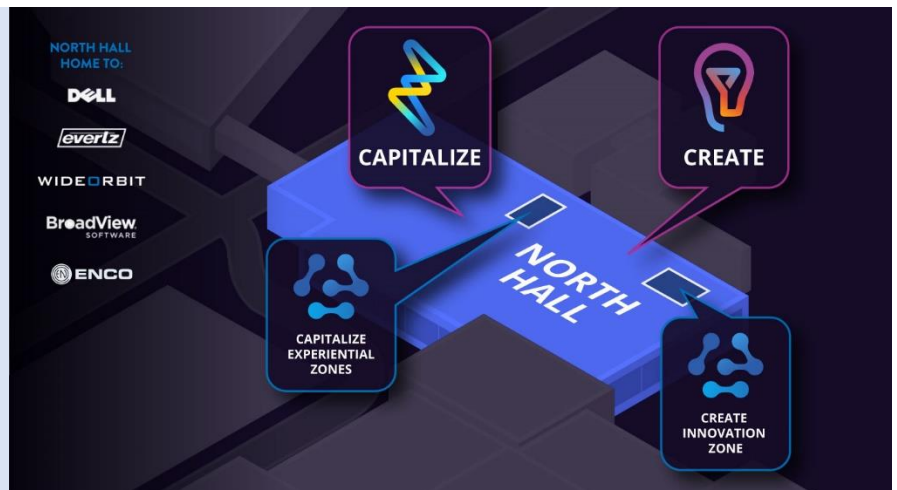 NORTH HALL
HOME TO:
DELL
evertz
WIDEORBIT
BroadView
SOFTWARE
ENCO
CAPITALIZE
CREATE
NORTH
HALL
CAPITALIZE
EXPERIENTIAL
ZONES
CREATE
INNOVATION
ZONE